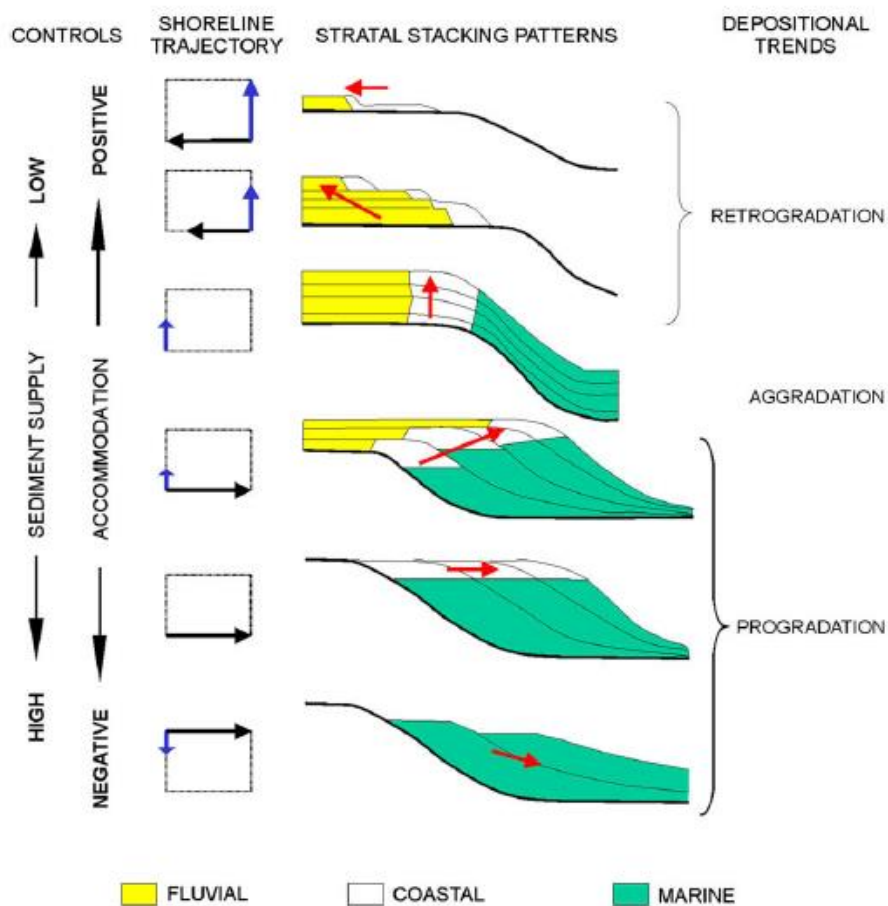 CONTROLS
SHORELINE
TRAJECTORY
STRATAL STACKING PATTERNS
DEPOSITIONAL
TRENDS
LOW
SEDIMENT SUPPLY
HIGH
POSITIVE
ACCOMMODATION
NEGATIVE
RETROGRADATION
AGGRADATION
PROGRADATION
FLUVIAL
COASTAL
MARINE